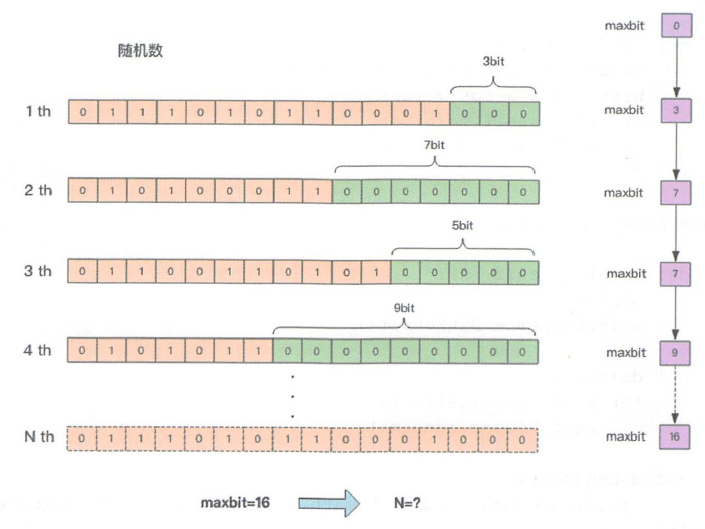 maxbit 0
随机数
3bit
1 th 0 1 1 1 0 1 0 1 1 0 0 0 1 0 0 0 maxbit 3
7bit
2 th 0 1 0 1 0 0 0 1 1 0 0 0 0 0 0 0 maxbit 7
5bit
3 th 0 1 1 0 0 1 1 0 1 0 1 0 0 0 0 0 maxbit 7
9bit
4 th 0 1 0 1 0 1 1 0 0 0 0 0 0 0 0 0 maxbit 9
N th 0 1 1 1 0 1 0 1 1 0 0 0 1 0 0 0 maxbit 16
maxbit=16 N=?